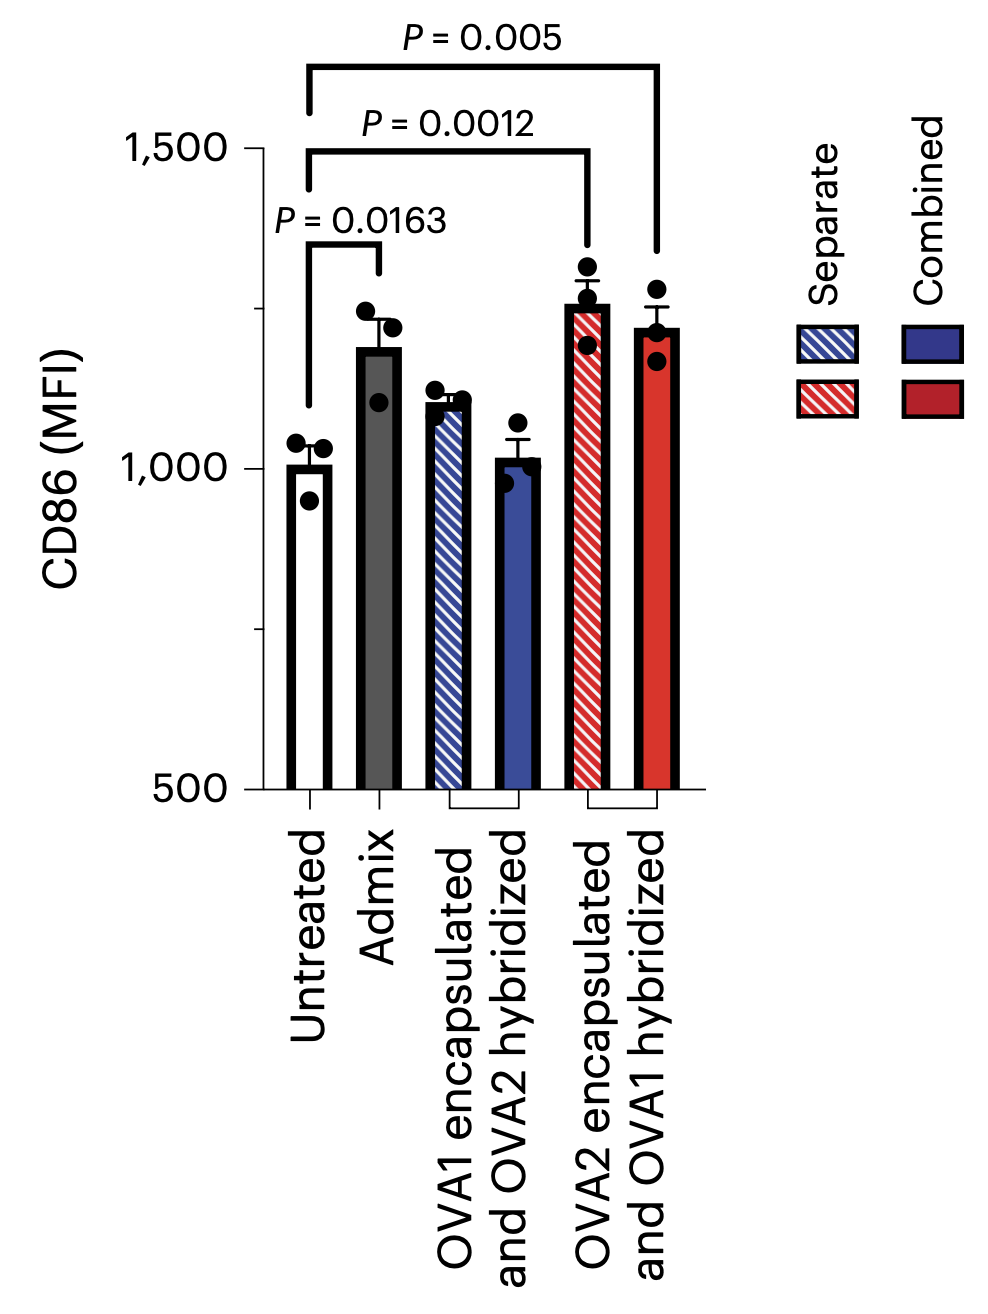 P = 0.005
P = 0.0012
P = 0.0163
1,500
1,000
500
CD86 (MFI)
Separate
Combined
Untreated
Admix
OVA1 encapsulated
and OVA2 hybridized
OVA2 encapsulated
and OVA1 hybridized